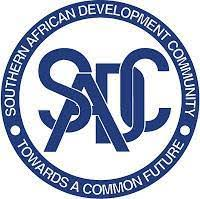 SOUTHERN AFRICAN DEVELOPMENT COMMUNITY
SADC
TOWARDS A COMMON FUTURE